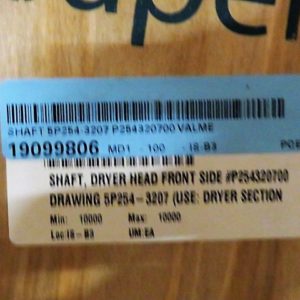 SHAFT 5P254-3207 P254320700 VALME
19099806 MD1 - 100 - I8-B3
SHAFT, DRYER HEAD FRONT SIDE #P254320700
DRAWING 5P254-3207 (USE: DRYER SECTION
Min: 10000 Max: 10000
Loc:I8 - B3 UM:EA